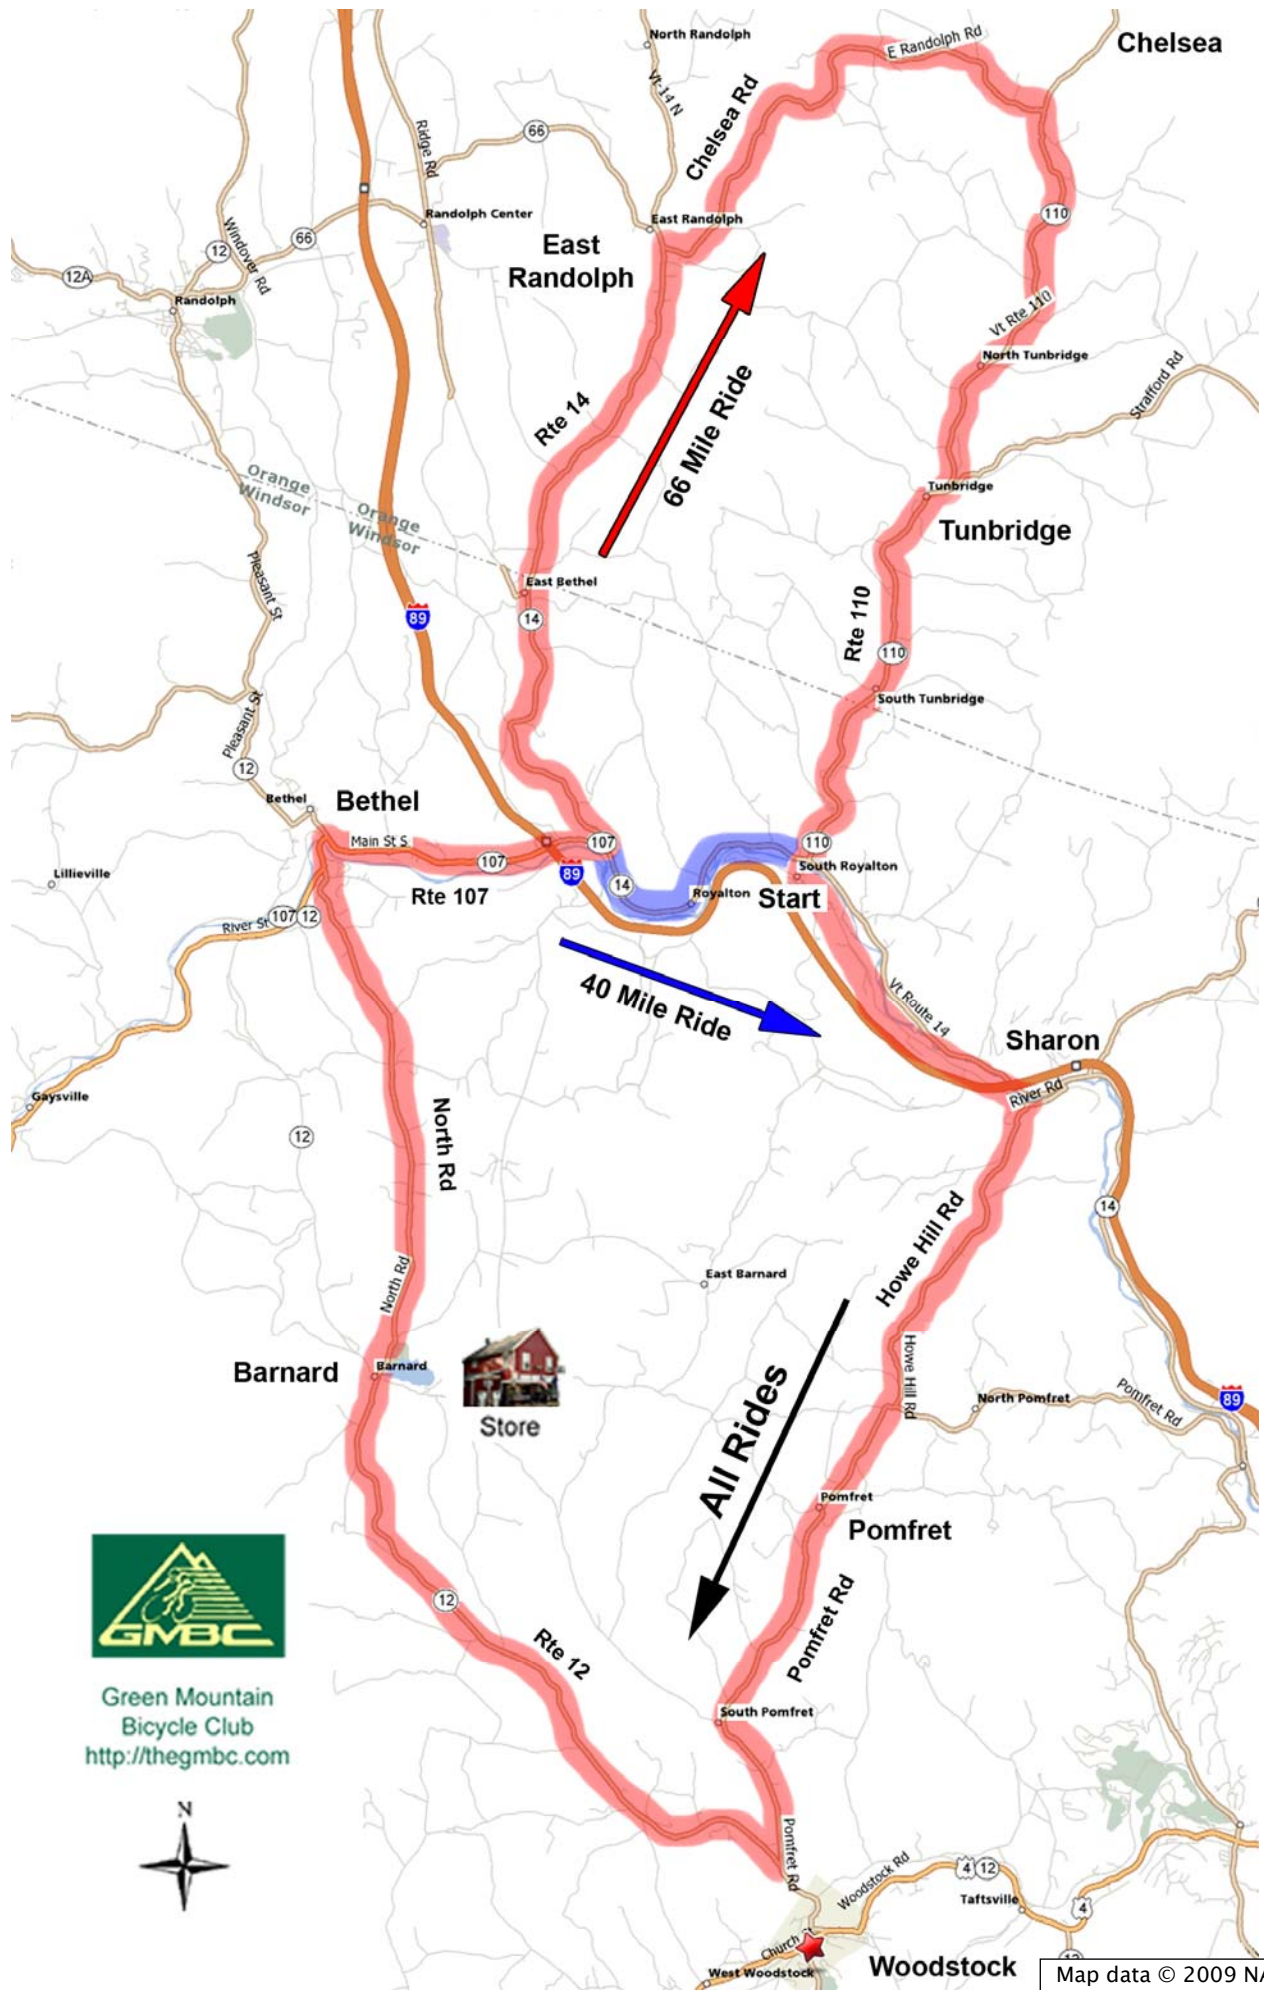 North Randolph
E Randolph Rd
Chelsea
Vt-14 N
Chelsea Rd
66
Ridge Rd
Randolph Center
East Randolph
110
East
Randolph
12
66
Windover Rd
12A
Randolph
Vt Rte 110
North Tunbridge
Strafford Rd
Rte 14
66 Mile Ride
Orange
Windsor
Orange
Windsor
Tunbridge
Tunbridge
Pleasant St
East Bethel
89
14
Rte 110
110
South Tunbridge
Pleasant St
12
Bethel
Bethel
Main St S
107
107
110
Lillieville
89
14
South Royalton
Royalton
Start
Rte 107
River St
107
12
40 Mile Ride
Vt Route 14
Sharon
River Rd
Gaysville
North Rd
12
14
Howe Hill Rd
East Barnard
North Rd
Howe Hill Rd
Barnard
Barnard
Store
All Rides
North Pomfret
Pomfret Rd
89
Pomfret
Pomfret
GMBC
12
Rte 12
Pomfret Rd
Green Mountain
Bicycle Club
http://thegmbc.com
South Pomfret
N
Pomfret Rd
Woodstock Rd
4
12
Taftsville
4
Church St
West Woodstock
Woodstock
12
Map data © 2009 NA